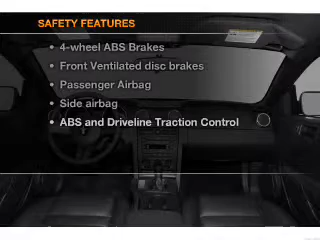 SAFETY FEATURES
• 4-wheel ABS Brakes
• Front Ventilated disc brakes
• Passenger Airbag
• Side airbag
• ABS and Driveline Traction Control